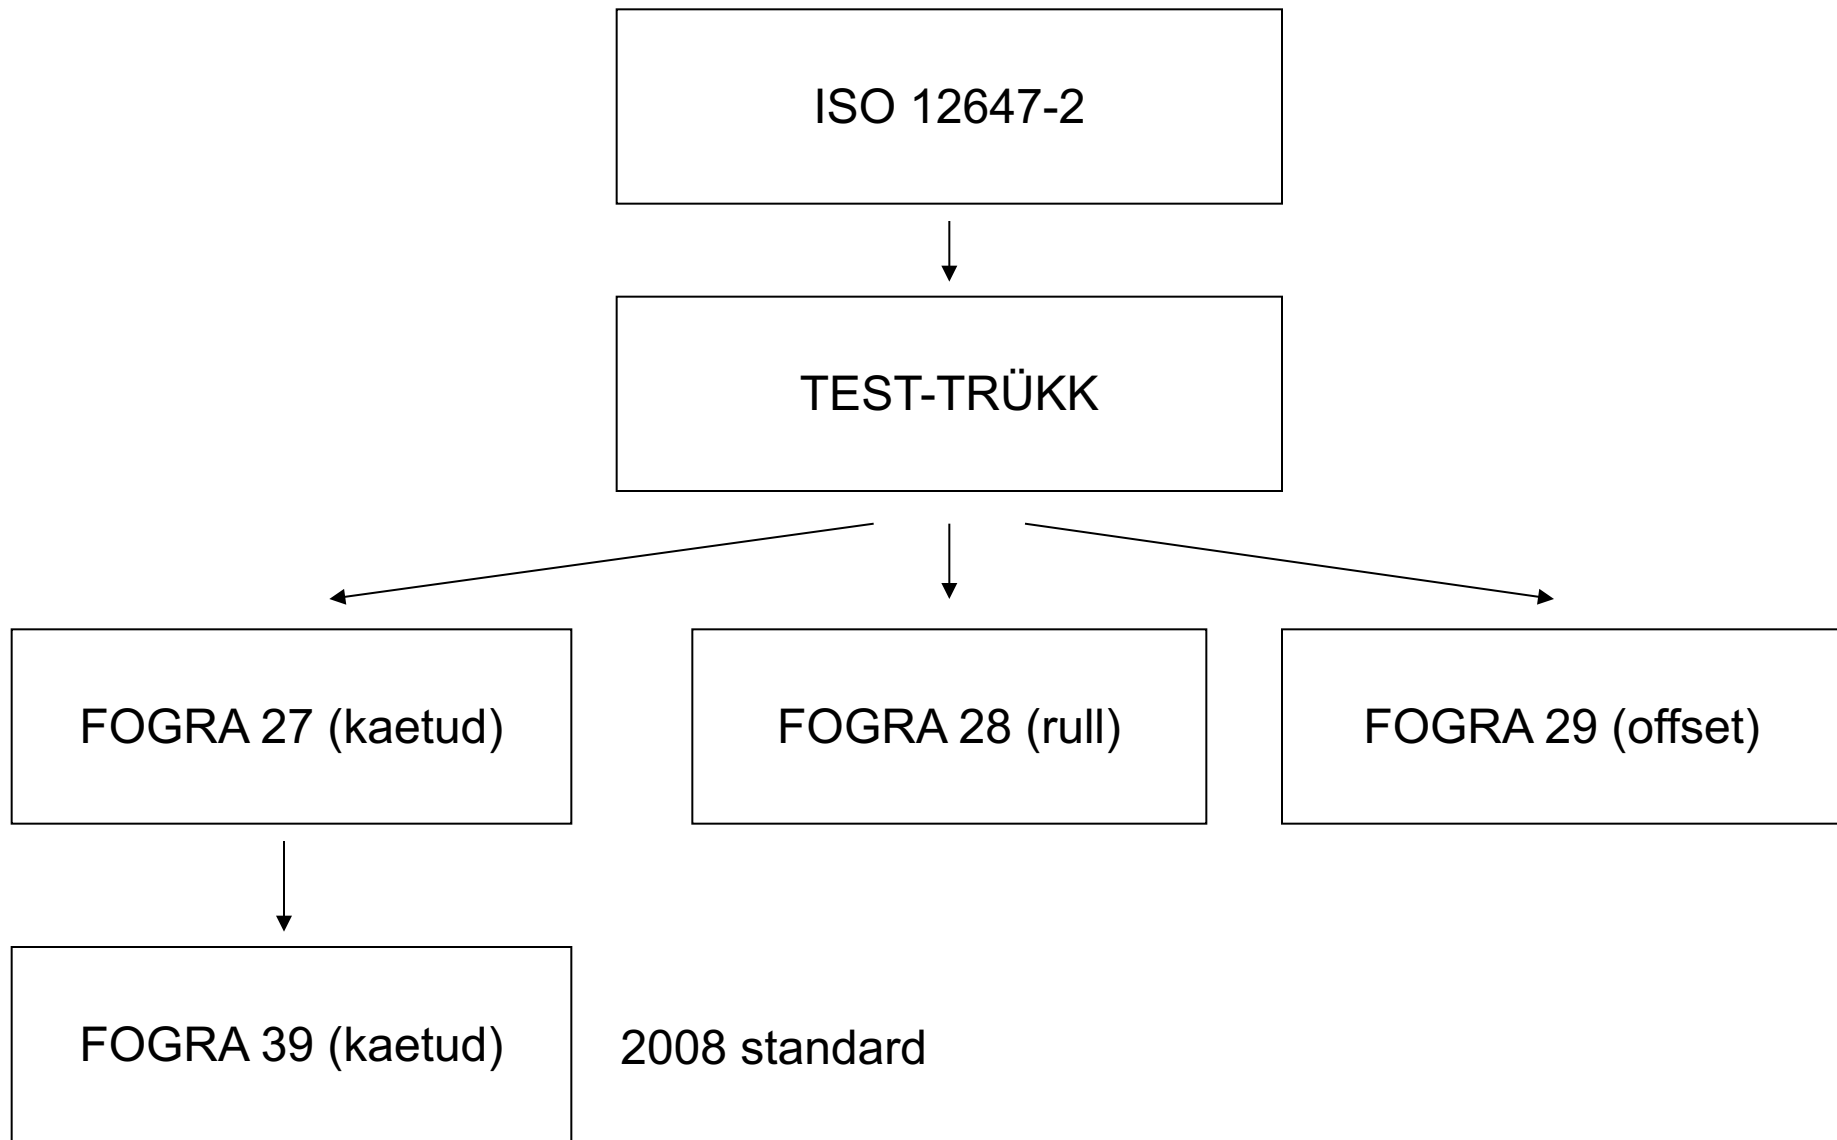 ISO 12647-2
TEST-TRÜKK
FOGRA 27 (kaetud)
FOGRA 28 (rull)
FOGRA 29 (offset)
FOGRA 39 (kaetud)
2008 standard